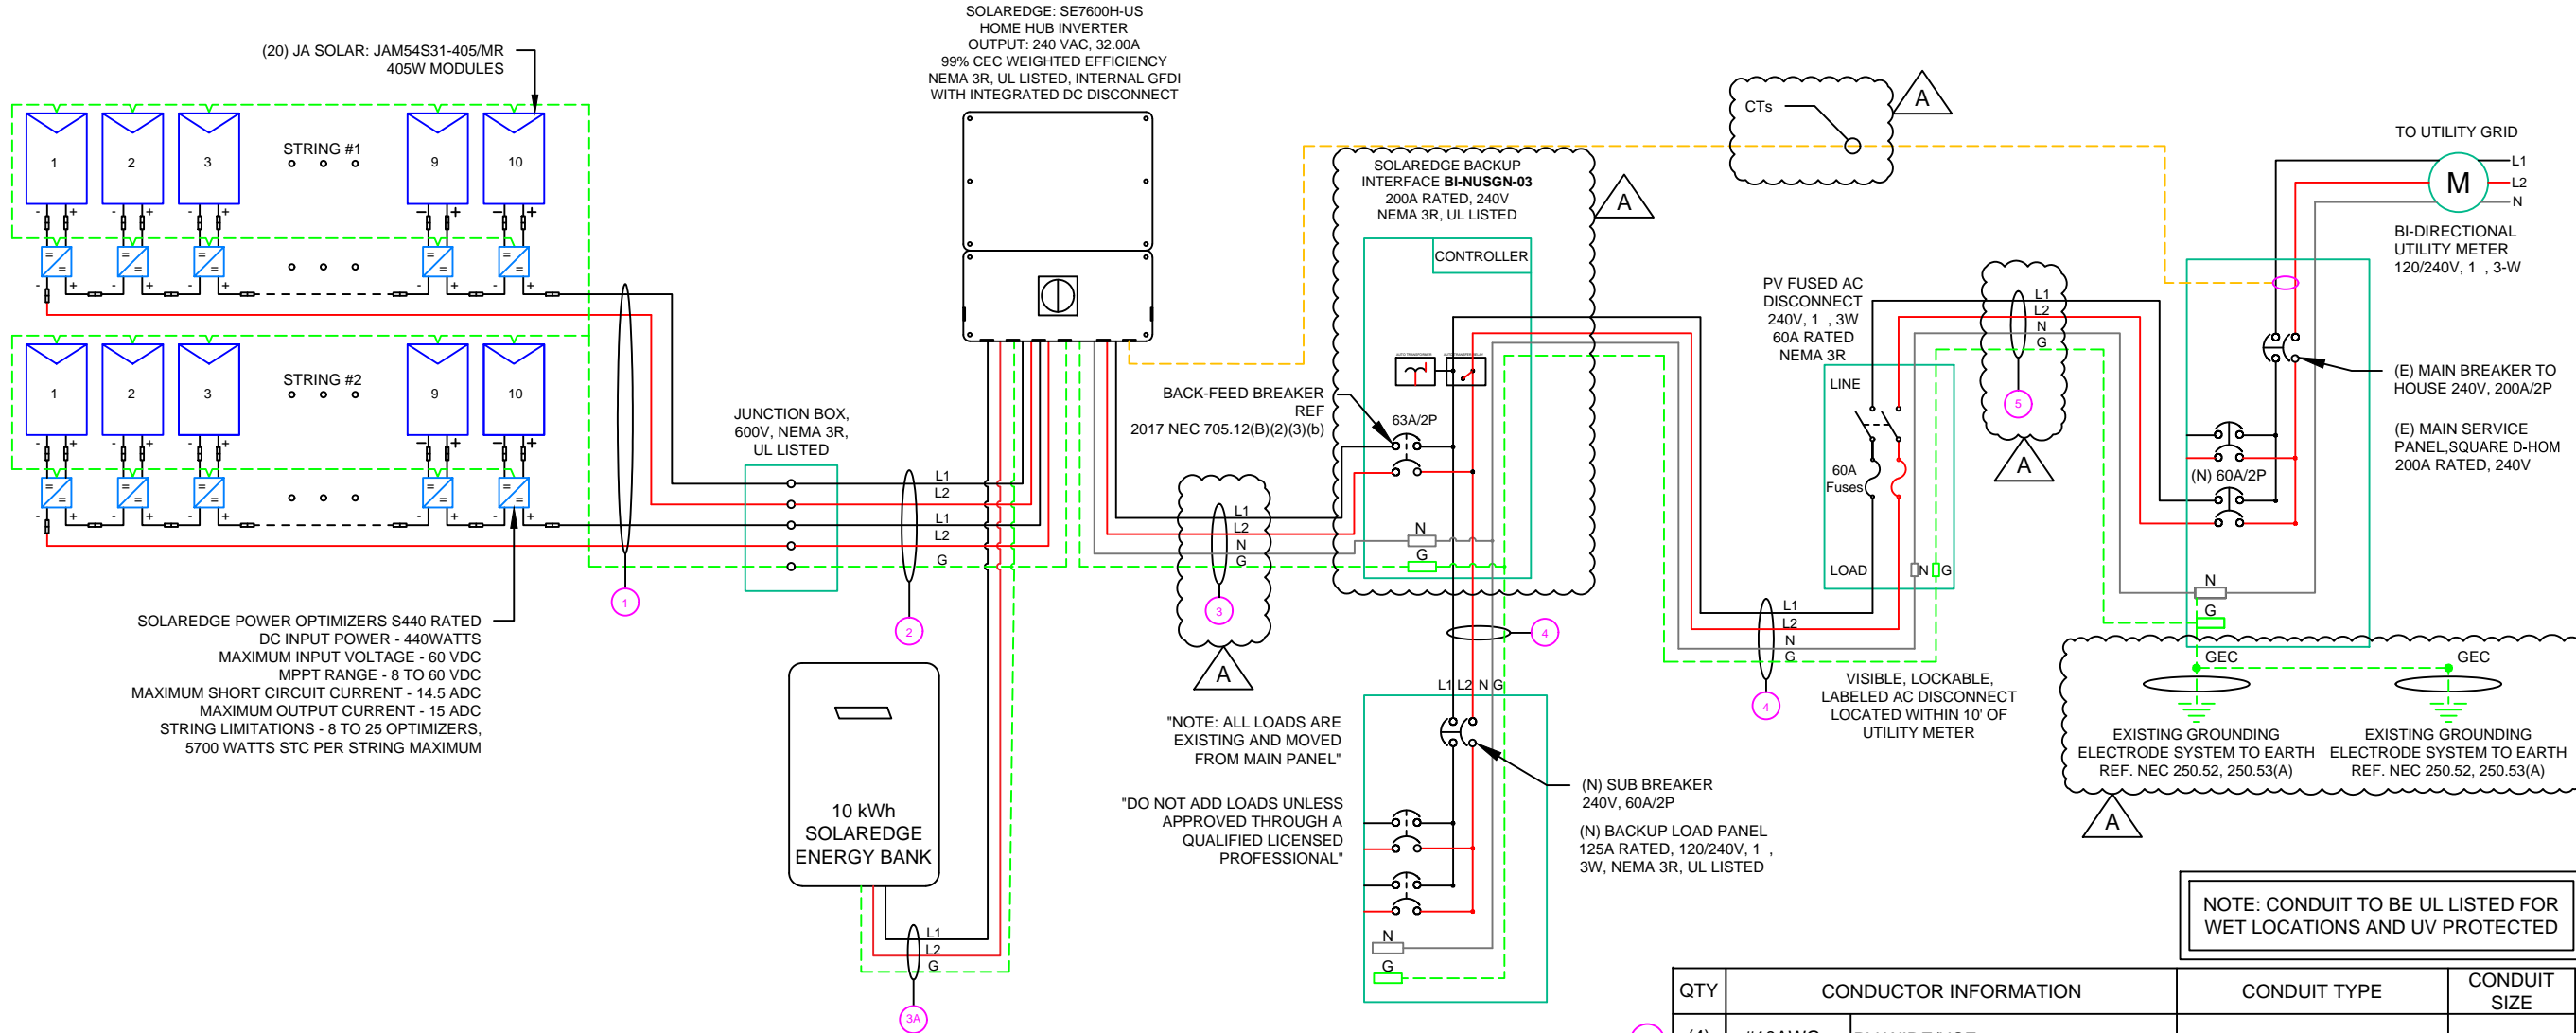 SOLAREDGE: SE7600H-US
HOME HUB INVERTER
OUTPUT: 240 VAC, 32.00A
99% CEC WEIGHTED EFFICIENCY
NEMA 3R, UL LISTED, INTERNAL GFDI
WITH INTEGRATED DC DISCONNECT
(20) JA SOLAR: JAM54S31-405/MR
405W MODULES
1
2
3
STRING #1
9
10
- + - + - + - + - +
= = = = = = = = = =
- + - + - + - + - +
1
2
3
STRING #2
9
10
- + - + - + - + - +
= = = = = = = = = =
- + - + - + - + - +
1
SOLAREDGE POWER OPTIMIZERS S440 RATED
DC INPUT POWER - 440WATTS
MAXIMUM INPUT VOLTAGE - 60 VDC
MPPT RANGE - 8 TO 60 VDC
MAXIMUM SHORT CIRCUIT CURRENT - 14.5 ADC
MAXIMUM OUTPUT CURRENT - 15 ADC
STRING LIMITATIONS - 8 TO 25 OPTIMIZERS,
5700 WATTS STC PER STRING MAXIMUM
JUNCTION BOX,
600V, NEMA 3R,
UL LISTED
L1
L2
L1
L2
G
2
10 kWh
SOLAREDGE
ENERGY BANK
L1
L2
G
3A
L1
L2
N
G
3
A
CTs
A
SOLAREDGE BACKUP
INTERFACE BI-NUSGN-03
200A RATED, 240V
NEMA 3R, UL LISTED
A
CONTROLLER
BACK-FEED BREAKER
REF
2017 NEC 705.12(B)(2)(3)(b)
63A/2P
N
G
4
L1 L2 N G
"NOTE: ALL LOADS ARE
EXISTING AND MOVED
FROM MAIN PANEL"
"DO NOT ADD LOADS UNLESS
APPROVED THROUGH A
QUALIFIED LICENSED
PROFESSIONAL"
(N) SUB BREAKER
240V, 60A/2P
(N) BACKUP LOAD PANEL
125A RATED, 120/240V, 1 ,
3W, NEMA 3R, UL LISTED
N
G
PV FUSED AC
DISCONNECT
240V, 1 , 3W
60A RATED
NEMA 3R
LINE
60A
Fuses
LOAD
N G
L1
L2
N
G
4
VISIBLE, LOCKABLE,
LABELED AC DISCONNECT
LOCATED WITHIN 10' OF
UTILITY METER
L1
L2
N
G
5
A
TO UTILITY GRID
M
L1
L2
N
BI-DIRECTIONAL
UTILITY METER
120/240V, 1 , 3-W
(E) MAIN BREAKER TO
HOUSE 240V, 200A/2P
(E) MAIN SERVICE
PANEL,SQUARE D-HOM
200A RATED, 240V
(N) 60A/2P
N
G
GEC
GEC
EXISTING GROUNDING
ELECTRODE SYSTEM TO EARTH
REF. NEC 250.52, 250.53(A)
EXISTING GROUNDING
ELECTRODE SYSTEM TO EARTH
REF. NEC 250.52, 250.53(A)
A
NOTE: CONDUIT TO BE UL LISTED FOR
WET LOCATIONS AND UV PROTECTED
QTY
CONDUCTOR INFORMATION
CONDUIT TYPE
CONDUIT
SIZE